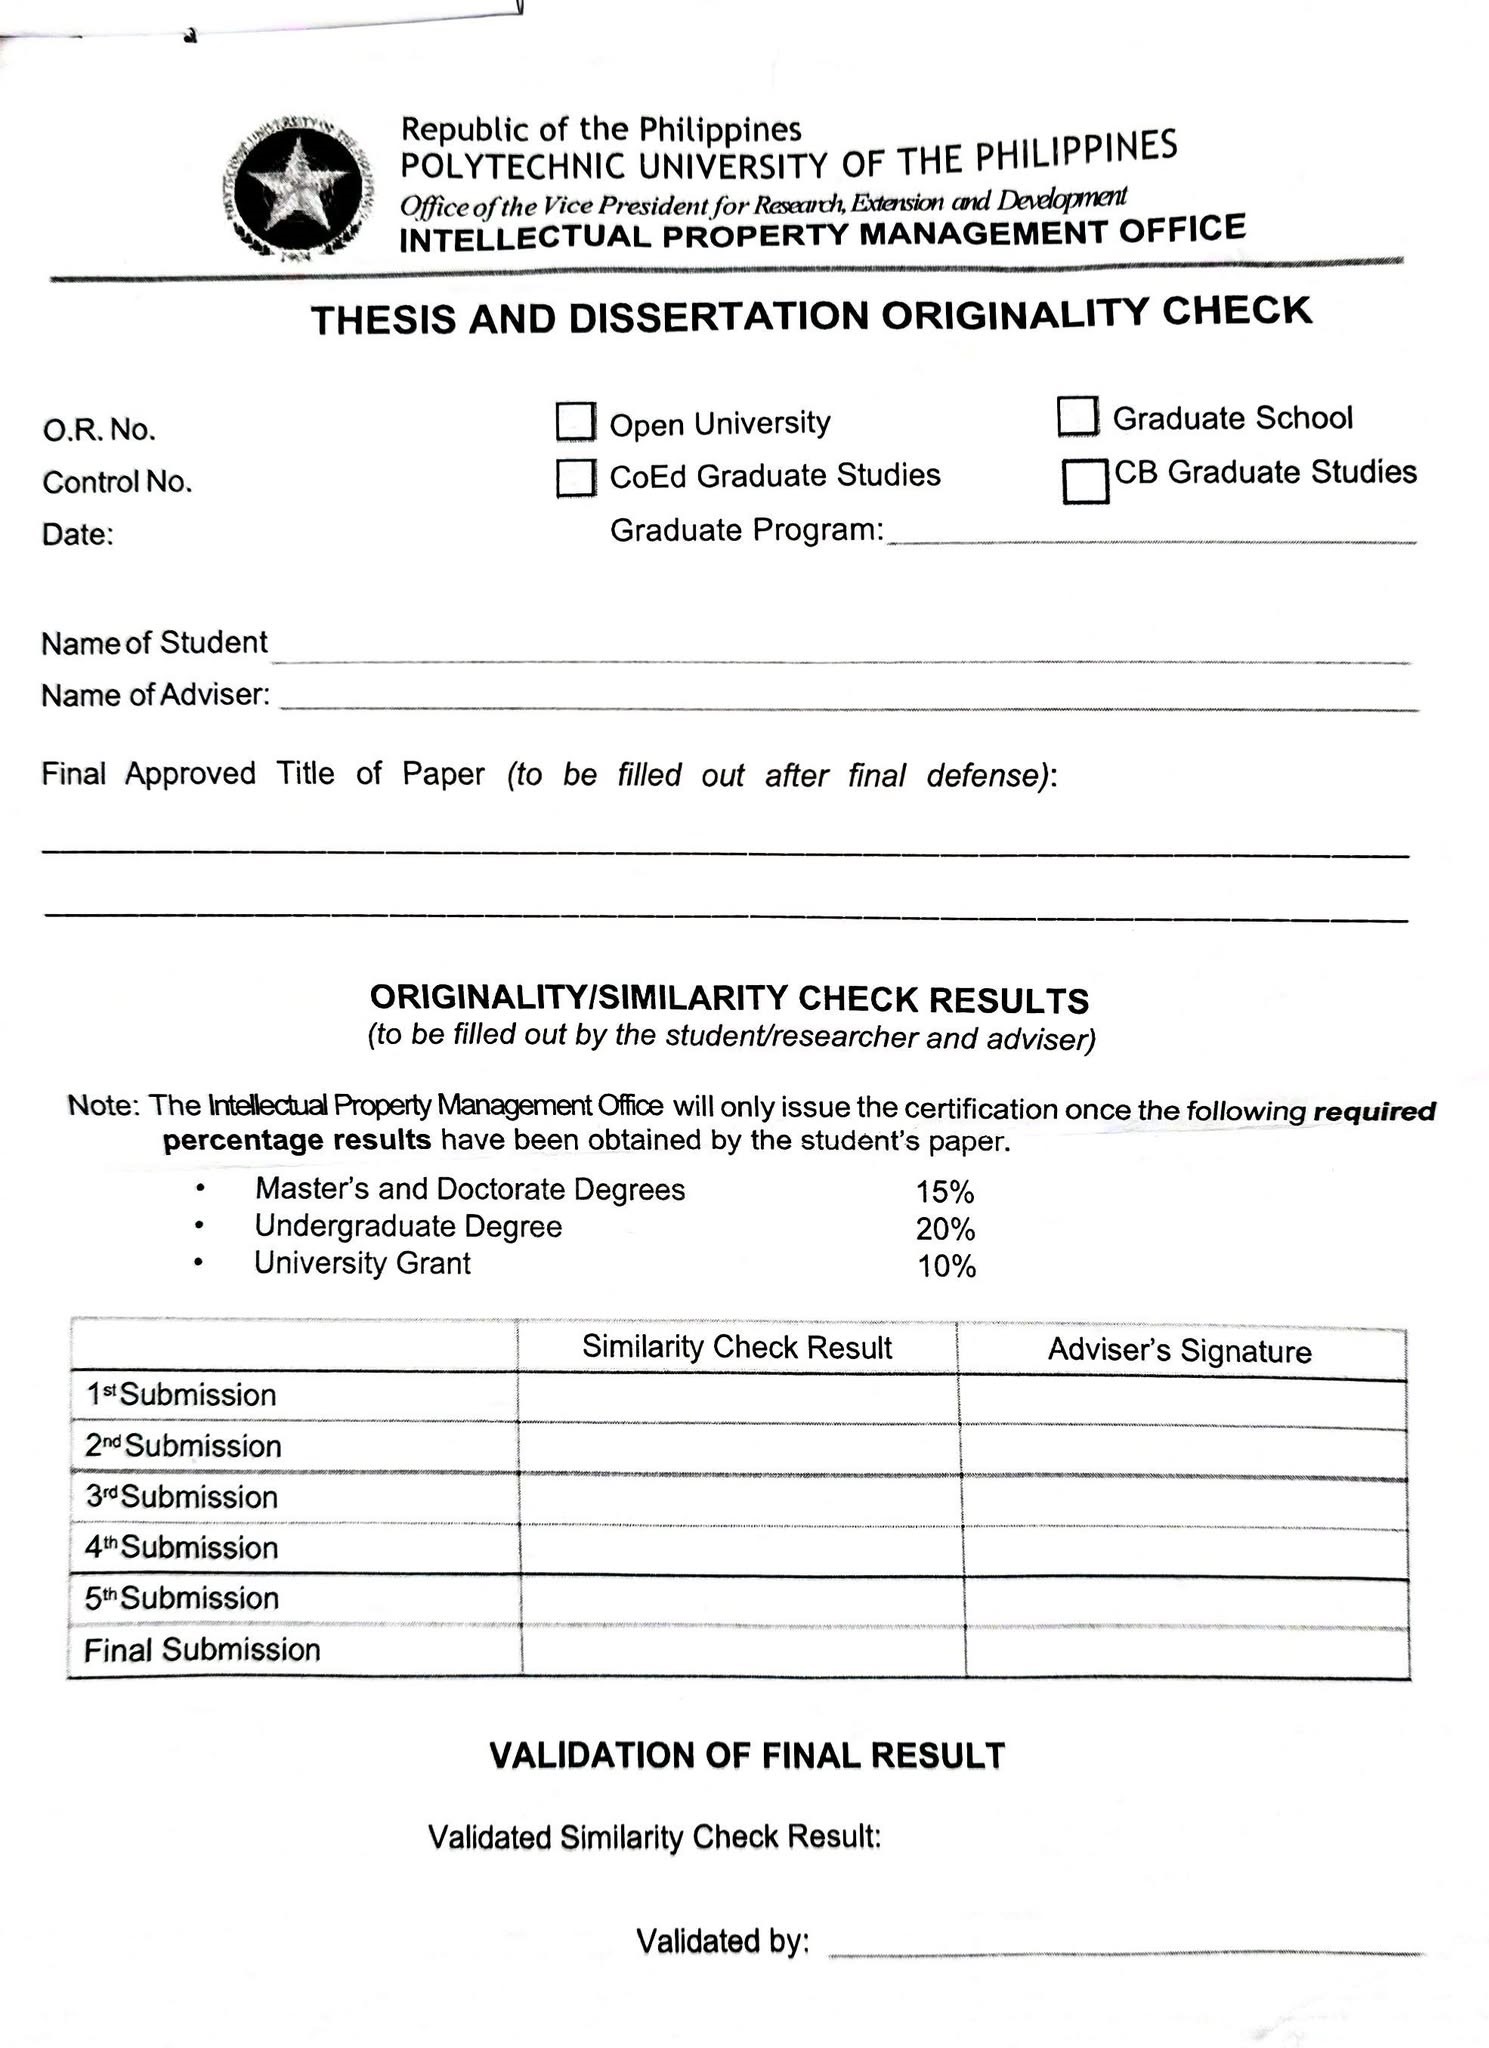 Republic of the Philippines
POLYTECHNIC UNIVERSITY OF THE PHILIPPINES
Office of the Vice President for Research, Extension and Development
INTELLECTUAL PROPERTY MANAGEMENT OFFICE
THESIS AND DISSERTATION ORIGINALITY CHECK
O.R. No. Open University Graduate School
Control No. CoEd Graduate Studies CB Graduate Studies
Date: Graduate Program:
Name of Student
Name of Adviser:
Final Approved Title of Paper (to be filled out after final defense):
ORIGINALITY/SIMILARITY CHECK RESULTS
(to be filled out by the student/researcher and adviser)
Note: The Intellectual Property Management Office will only issue the certification once the following required
percentage results have been obtained by the student's paper.
• Master's and Doctorate Degrees 15%
• Undergraduate Degree 20%
• University Grant 10%
Similarity Check Result Adviser's Signature
1st Submission
2nd Submission
3rd Submission
4th Submission
5th Submission
Final Submission
VALIDATION OF FINAL RESULT
Validated Similarity Check Result:
Validated by: